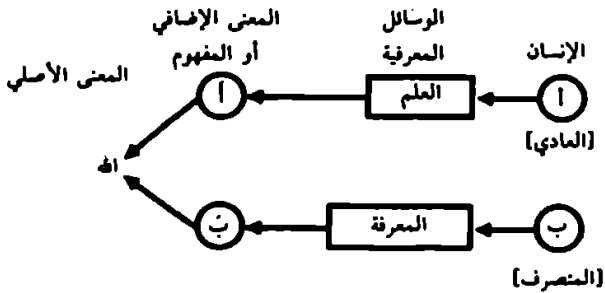 الإنسان
الوسائل
المعرفية
المعنى الإضافي
أو المفهوم
المعنى الأصلي
أ
العلم
أَ
[العادي]
الله
ب
المعرفة
بَ
[المتصرف]